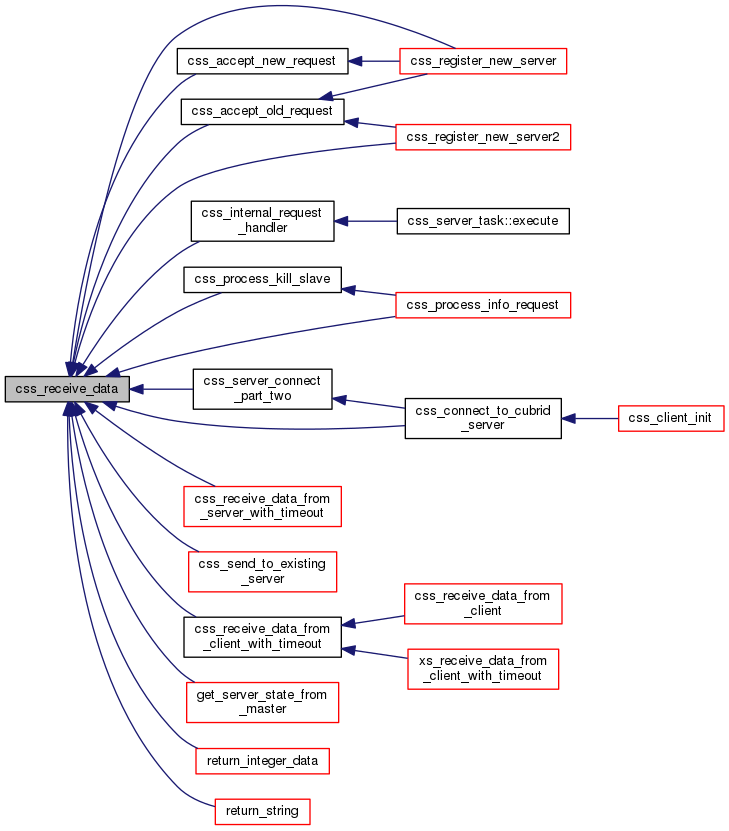 css_accept_new_request
css_register_new_server
css_accept_old_request
css_register_new_server2
css_internal_request
_handler
css_server_task::execute
css_process_kill_slave
css_process_info_request
css_receive_data
css_server_connect
_part_two
css_connect_to_cubrid
_server
css_client_init
css_receive_data_from
_server_with_timeout
css_send_to_existing
_server
css_receive_data_from
_client
css_receive_data_from
_client_with_timeout
xs_receive_data_from
_client_with_timeout
get_server_state_from
_master
return_integer_data
return_string